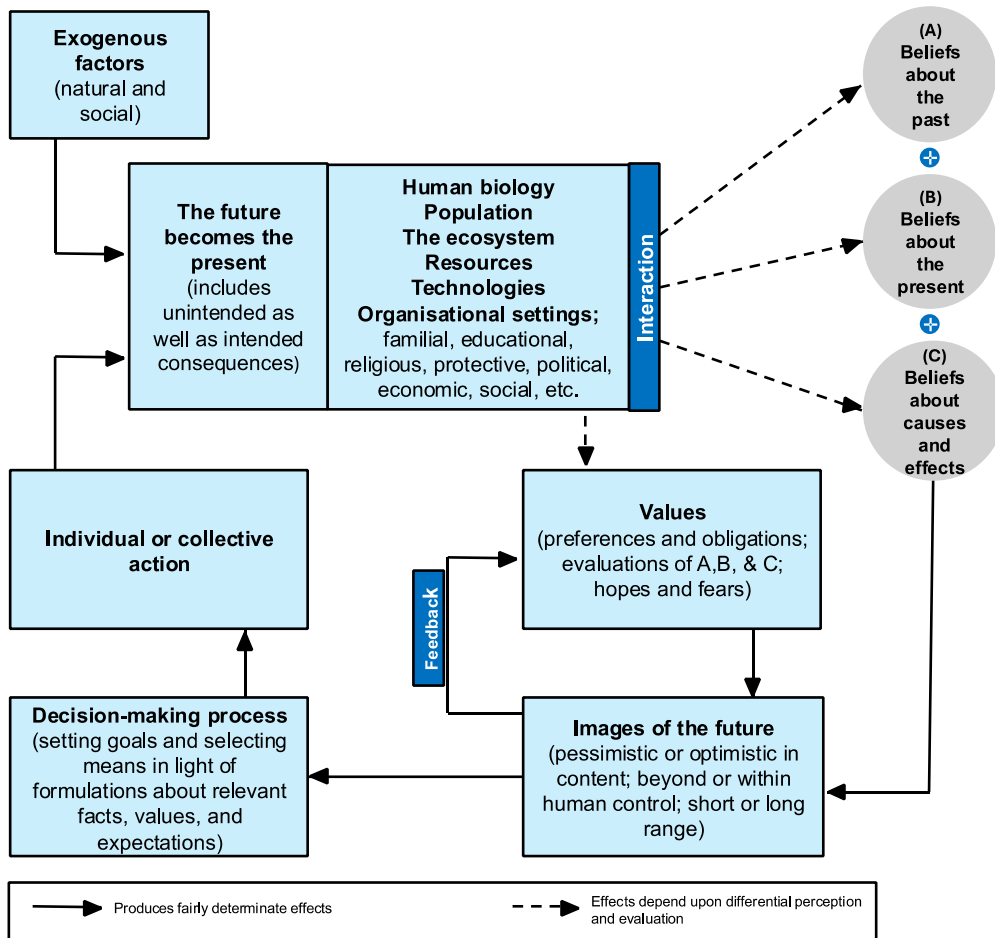 Exogenous
factors
(natural and
social)
The future
becomes the
present
(includes
unintended as
well as intended
consequences)
Human biology
Population
The ecosystem
Resources
Technologies
Organisational settings;
familial, educational,
religious, protective, political,
economic, social, etc.
Interaction
(A)
Beliefs
about
the
past
(B)
Beliefs
about the
present
(C)
Beliefs
about
causes
and
effects
Individual or collective
action
Values
(preferences and obligations;
evaluations of A,B, & C;
hopes and fears)
Feedback
Decision-making process
(setting goals and selecting
means in light of
formulations about relevant
facts, values, and
expectations)
Images of the future
(pessimistic or optimistic in
content; beyond or within
human control; short or long
range)
Produces fairly determinate effects
Effects depend upon differential perception
and evaluation